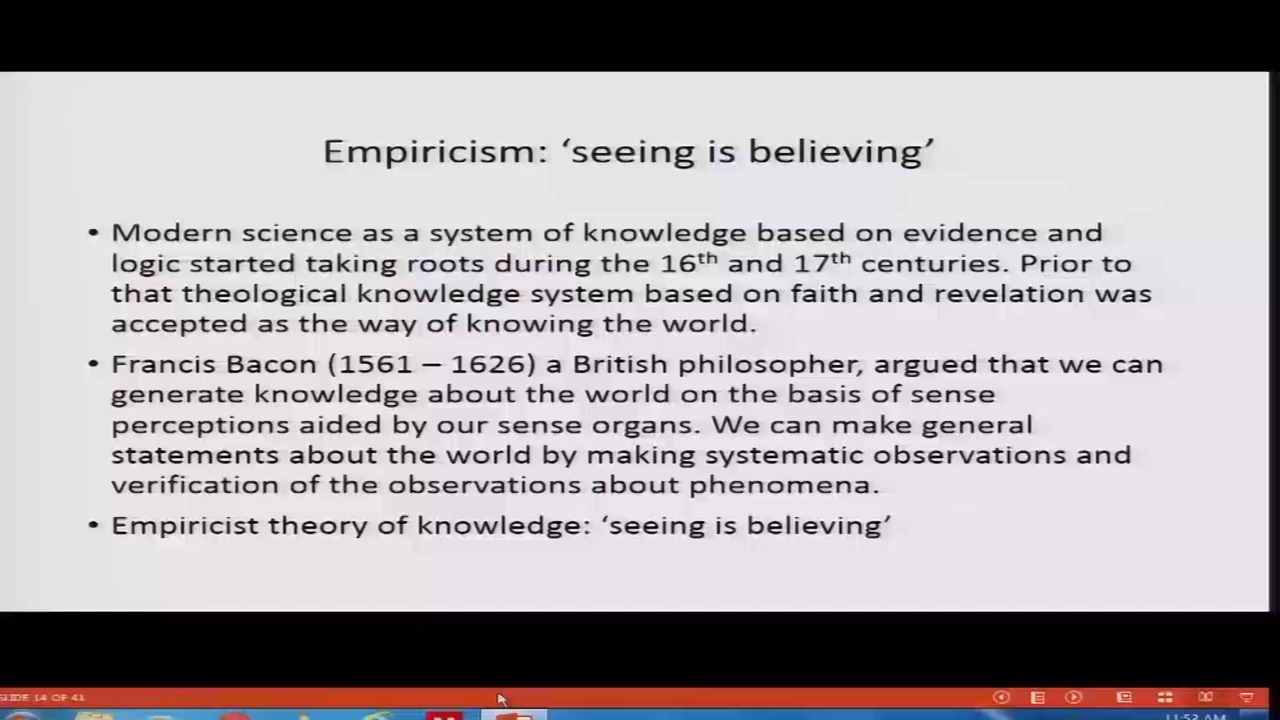 Empiricism: ‘seeing is believing’
• Modern science as a system of knowledge based on evidence and
logic started taking roots during the 16th and 17th centuries. Prior to
that theological knowledge system based on faith and revelation was
accepted as the way of knowing the world.
• Francis Bacon (1561 – 1626) a British philosopher, argued that we can
generate knowledge about the world on the basis of sense
perceptions aided by our sense organs. We can make general
statements about the world by making systematic observations and
verification of the observations about phenomena.
• Empiricist theory of knowledge: ‘seeing is believing’
SLIDE 14 OF 41
11:53 AM